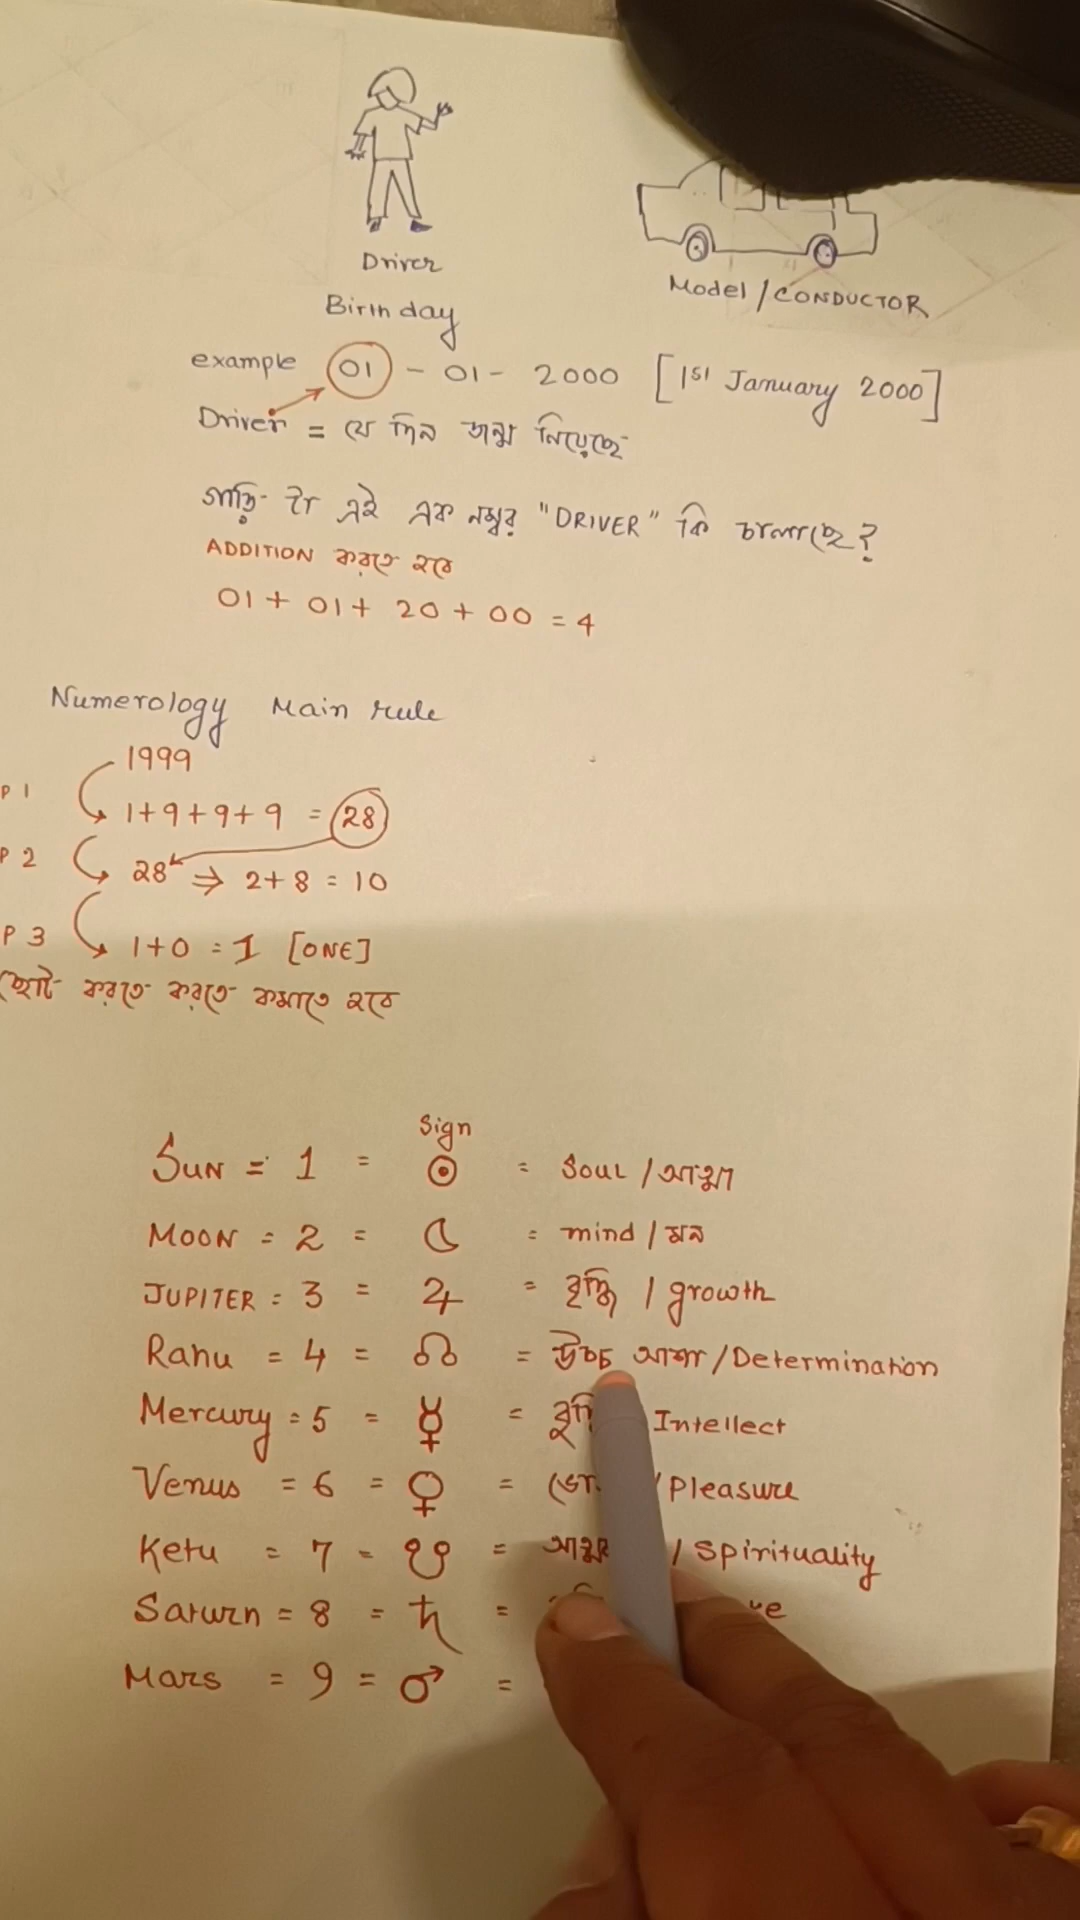 Driver
Model / CONDUCTOR
Birthday
example 01 - 01 - 2000 [1st January 2000]
Driver = যে দিন জন্ম নিয়েছে
গাড়ি টা এই এক নম্বর "DRIVER" কি চালাচ্ছে?
ADDITION করতে হবে
01 + 01 + 20 + 00 = 4
Numerology Main rule
1999
P 1 1+9+9+9 = 28
P 2 28 ⇒ 2+8 = 10
P 3 1+0 = 1 [ONE]
ছোট করতে করতে কমাতে হবে
Sign
SUN = 1 = ☉ = Soul / আত্মা
MOON = 2 = ☾ = mind / মন
JUPITER = 3 = ♃ = বৃদ্ধি / growth
Rahu = 4 = ☊ = উচ্চ আশা / Determination
Mercury = 5 = ☿ = Intellect
Venus = 6 = ♀ = / Pleasure
Ketu = 7 = ☋ = / Spirituality
Saturn = 8 = ♄ =
Mars = 9 = ♂ =